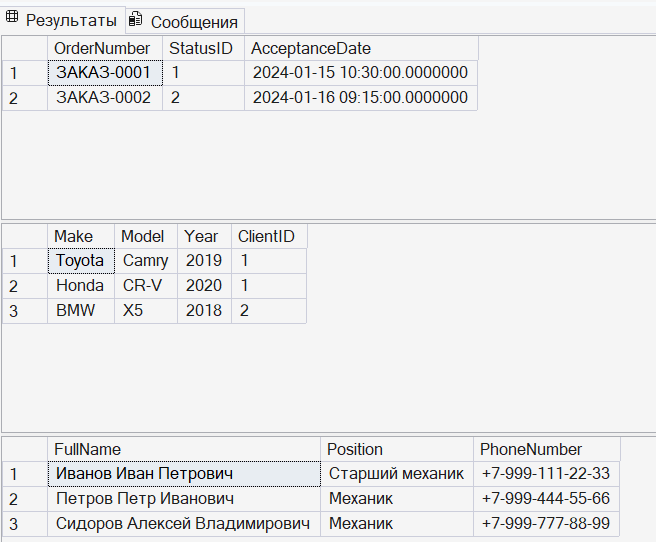 Результаты Сообщения
OrderNumber StatusID AcceptanceDate
1 ЗАКАЗ-0001 1 2024-01-15 10:30:00.0000000
2 ЗАКАЗ-0002 2 2024-01-16 09:15:00.0000000
Make Model Year ClientID
1 Toyota Camry 2019 1
2 Honda CR-V 2020 1
3 BMW X5 2018 2
FullName Position PhoneNumber
1 Иванов Иван Петрович Старший механик +7-999-111-22-33
2 Петров Петр Иванович Механик +7-999-444-55-66
3 Сидоров Алексей Владимирович Механик +7-999-777-88-99